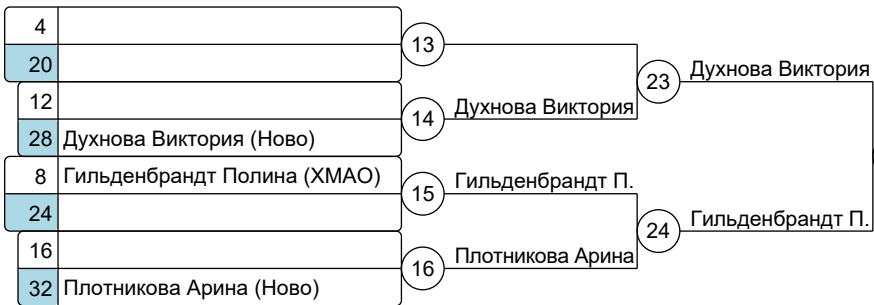 4
20
13
12
28 Духнова Виктория (Ново)
14
Духнова Виктория
23
Духнова Виктория
8 Гильденбрандт Полина (ХМАО)
24
15
Гильденбрандт П.
16
32 Плотникова Арина (Ново)
16
Плотникова Арина
24
Гильденбрандт П.